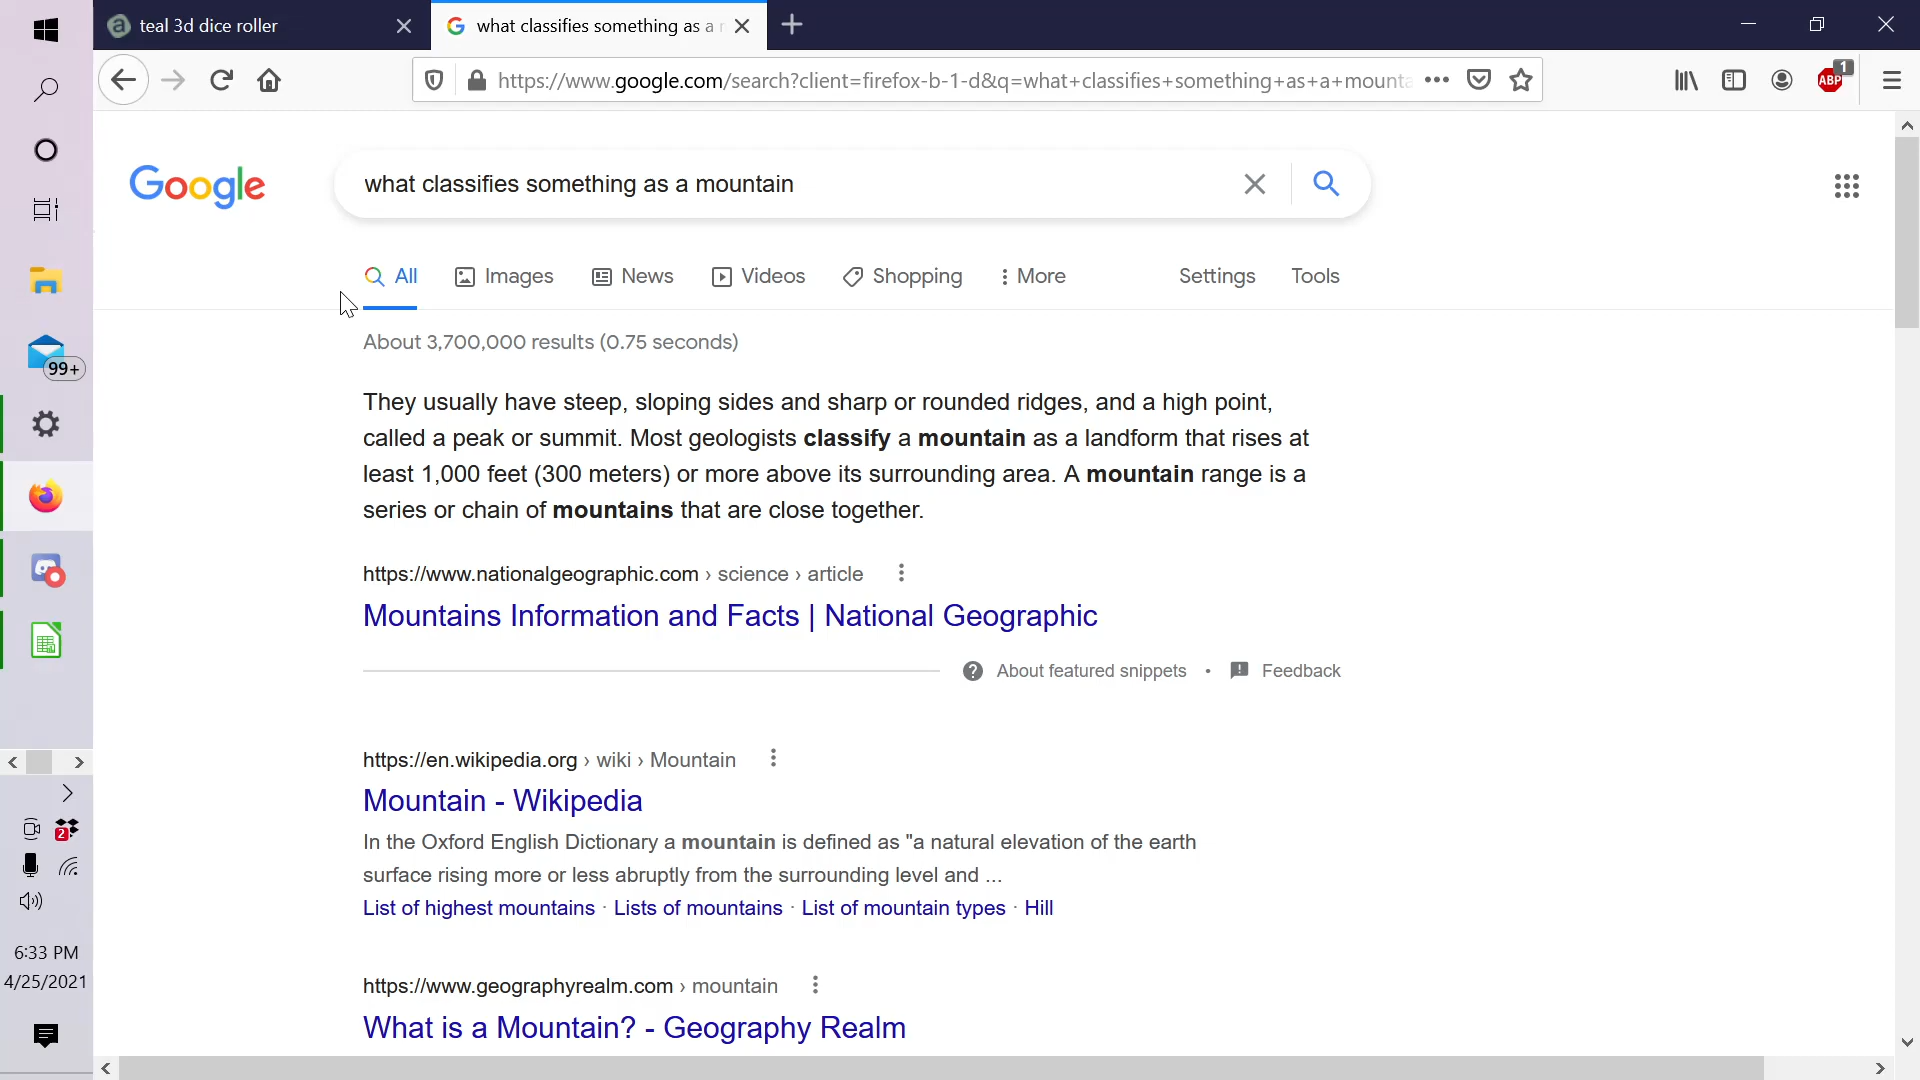 teal 3d dice roller
what classifies something as a
https://www.google.com/search?client=firefox-b-1-d&q=what+classifies+something+as+a+mounta
ABP
1
Google
what classifies something as a mountain
All
Images
News
Videos
Shopping
More
Settings
Tools
About 3,700,000 results (0.75 seconds)
They usually have steep, sloping sides and sharp or rounded ridges, and a high point,
called a peak or summit. Most geologists classify a mountain as a landform that rises at
least 1,000 feet (300 meters) or more above its surrounding area. A mountain range is a
series or chain of mountains that are close together.
https://www.nationalgeographic.com › science › article
Mountains Information and Facts | National Geographic
About featured snippets • Feedback
https://en.wikipedia.org › wiki › Mountain
Mountain - Wikipedia
In the Oxford English Dictionary a mountain is defined as "a natural elevation of the earth
surface rising more or less abruptly from the surrounding level and ...
List of highest mountains · Lists of mountains · List of mountain types · Hill
https://www.geographyrealm.com › mountain
What is a Mountain? - Geography Realm
99+
2
6:33 PM
4/25/2021